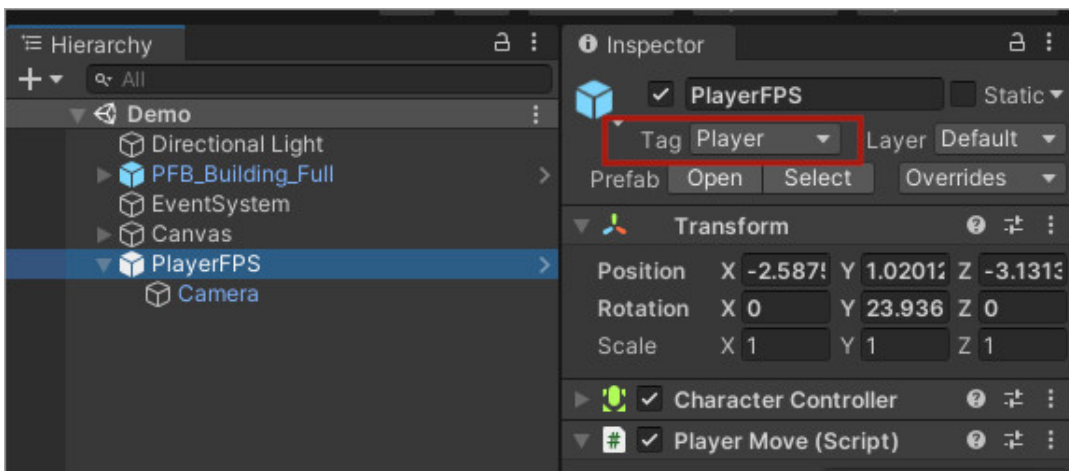 Hierarchy
All
Demo
Directional Light
PFB_Building_Full
EventSystem
Canvas
PlayerFPS
Camera
Inspector
PlayerFPS Static
Tag Player Layer Default
Prefab Open Select Overrides
Transform
Position X -2.587 Y 1.02012 Z -3.1313
Rotation X 0 Y 23.936 Z 0
Scale X 1 Y 1 Z 1
Character Controller
# Player Move (Script)